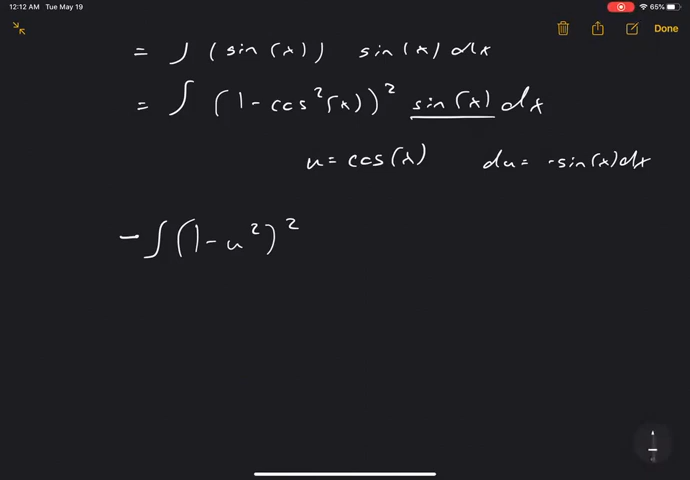 12:12 AM Tue May 19 65%
Done
= ∫ (sin(x)) sin(x) dx
= ∫ (1-cos²(x))² sin(x) dx
u = cos(x) du = -sin(x)dx
-∫(1-u²)²